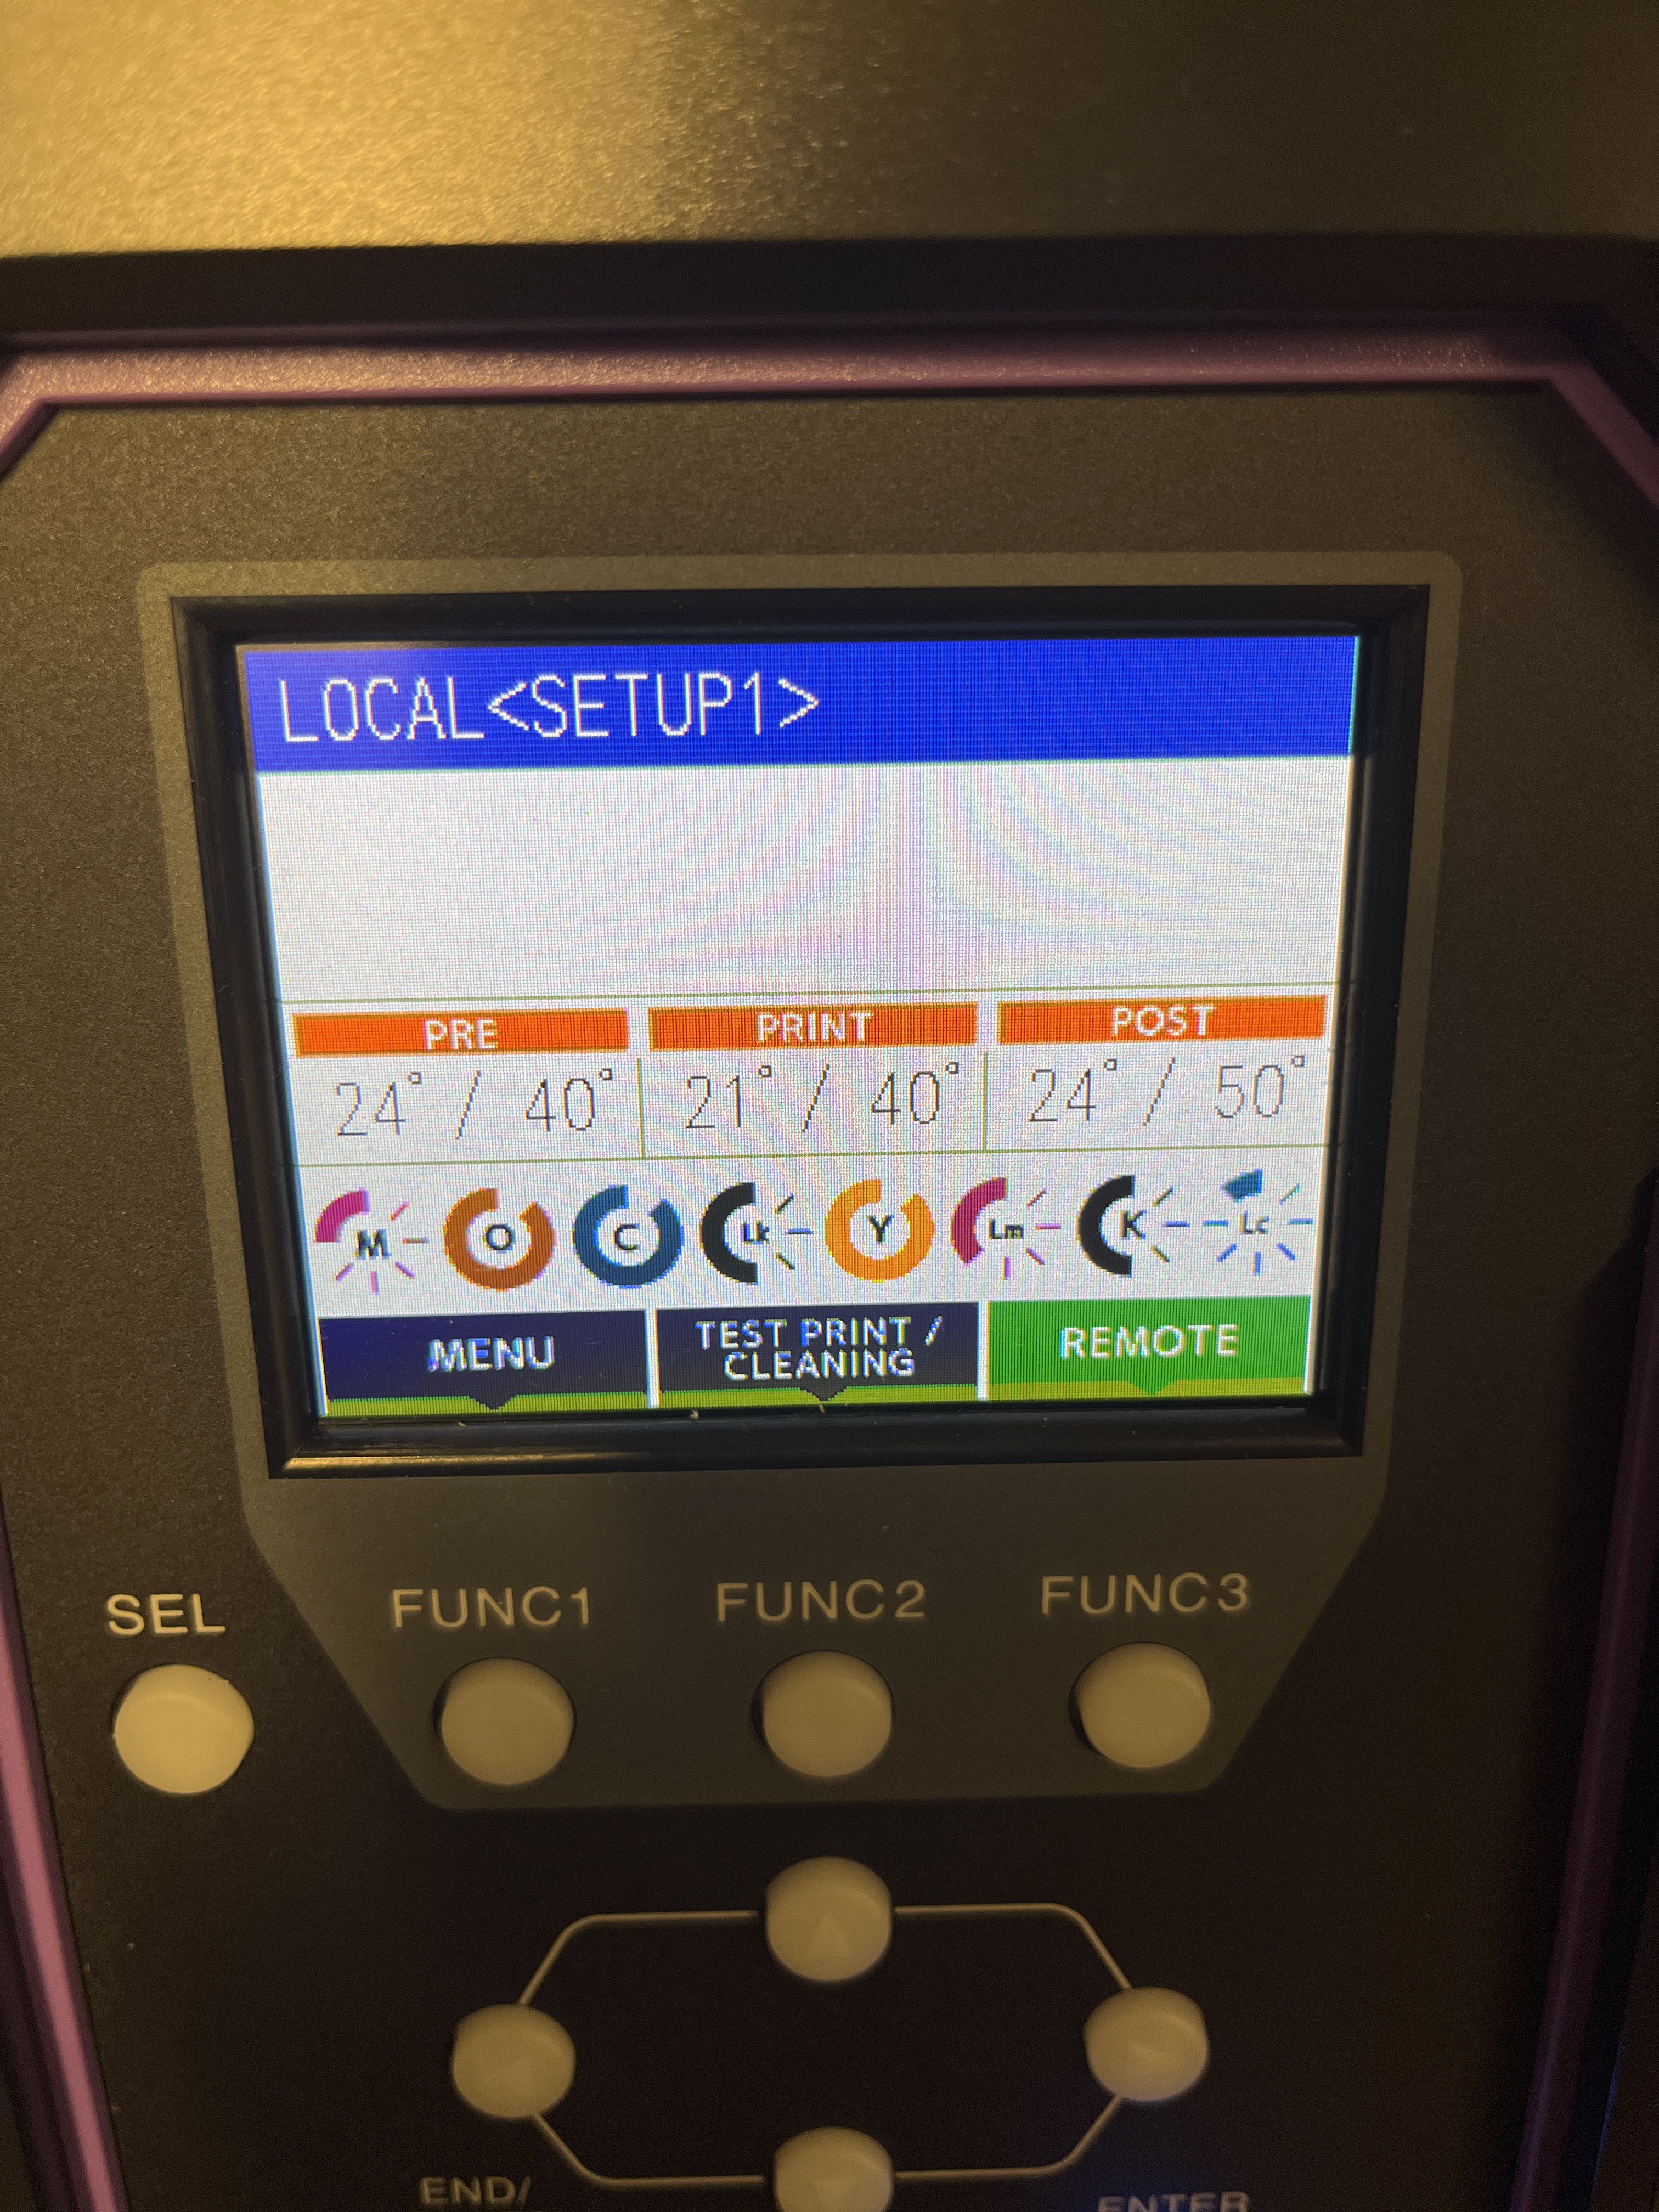 LOCAL<SETUP1>
PRE PRINT POST
24° / 40° 21° / 40° 24° / 50°
M O C Lk Y Lm K Lc
MENU TEST PRINT / CLEANING REMOTE
SEL FUNC1 FUNC2 FUNC3
END/ ENTER